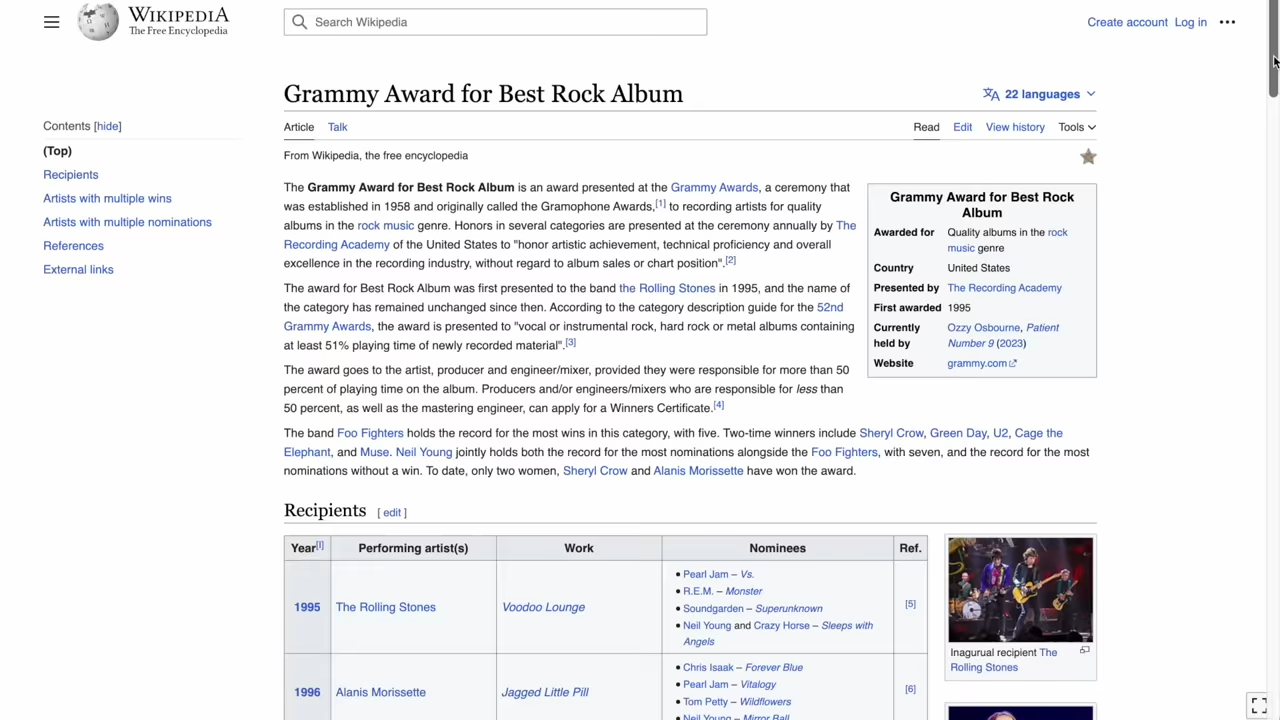 WIKIPEDIA
The Free Encyclopedia
Search Wikipedia
Create account Log in
Grammy Award for Best Rock Album
22 languages
Contents [hide]
(Top)
Recipients
Artists with multiple wins
Artists with multiple nominations
References
External links
Article Talk
Read Edit View history Tools
From Wikipedia, the free encyclopedia
The Grammy Award for Best Rock Album is an award presented at the Grammy Awards, a ceremony that
was established in 1958 and originally called the Gramophone Awards,[1] to recording artists for quality
albums in the rock music genre. Honors in several categories are presented at the ceremony annually by The
Recording Academy of the United States to "honor artistic achievement, technical proficiency and overall
excellence in the recording industry, without regard to album sales or chart position".[2]
The award for Best Rock Album was first presented to the band the Rolling Stones in 1995, and the name of
the category has remained unchanged since then. According to the category description guide for the 52nd
Grammy Awards, the award is presented to "vocal or instrumental rock, hard rock or metal albums containing
at least 51% playing time of newly recorded material".[3]
The award goes to the artist, producer and engineer/mixer, provided they were responsible for more than 50
percent of playing time on the album. Producers and/or engineers/mixers who are responsible for less than
50 percent, as well as the mastering engineer, can apply for a Winners Certificate.[4]
The band Foo Fighters holds the record for the most wins in this category, with five. Two-time winners include Sheryl Crow, Green Day, U2, Cage the
Elephant, and Muse. Neil Young jointly holds both the record for the most nominations alongside the Foo Fighters, with seven, and the record for the most
nominations without a win. To date, only two women, Sheryl Crow and Alanis Morissette have won the award.
Grammy Award for Best Rock
Album
Awarded for Quality albums in the rock
music genre
Country United States
Presented by The Recording Academy
First awarded 1995
Currently Ozzy Osbourne, Patient
held by Number 9 (2023)
Website grammy.com
Recipients [ edit ]
Year[I] Performing artist(s) Work Nominees Ref.
1995 The Rolling Stones Voodoo Lounge
• Pearl Jam – Vs.
• R.E.M. – Monster
• Soundgarden – Superunknown
• Neil Young and Crazy Horse – Sleeps with
Angels
[5]
1996 Alanis Morissette Jagged Little Pill
• Chris Isaak – Forever Blue
• Pearl Jam – Vitalogy
• Tom Petty – Wildflowers
• Neil Young – Mirror Ball
[6]
Inagurual recipient The
Rolling Stones